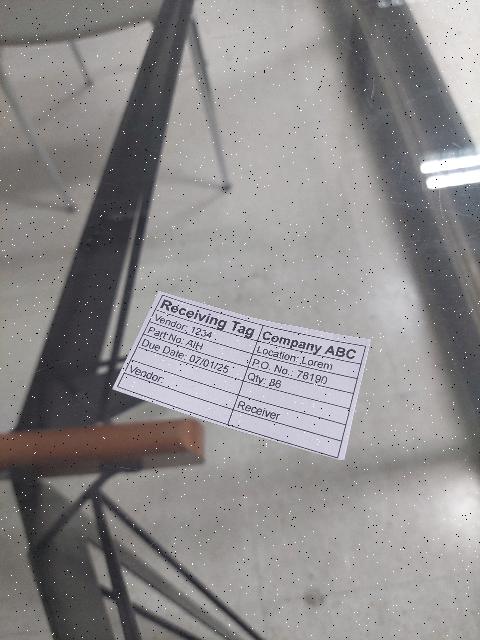 Receiving Tag
Company ABC
Vendor: 1234
Location: Lorem
Part No. AIH
P.O. No.: 78190
Due Date: 07/01/25
Qty: 86
Vendor
Receiver